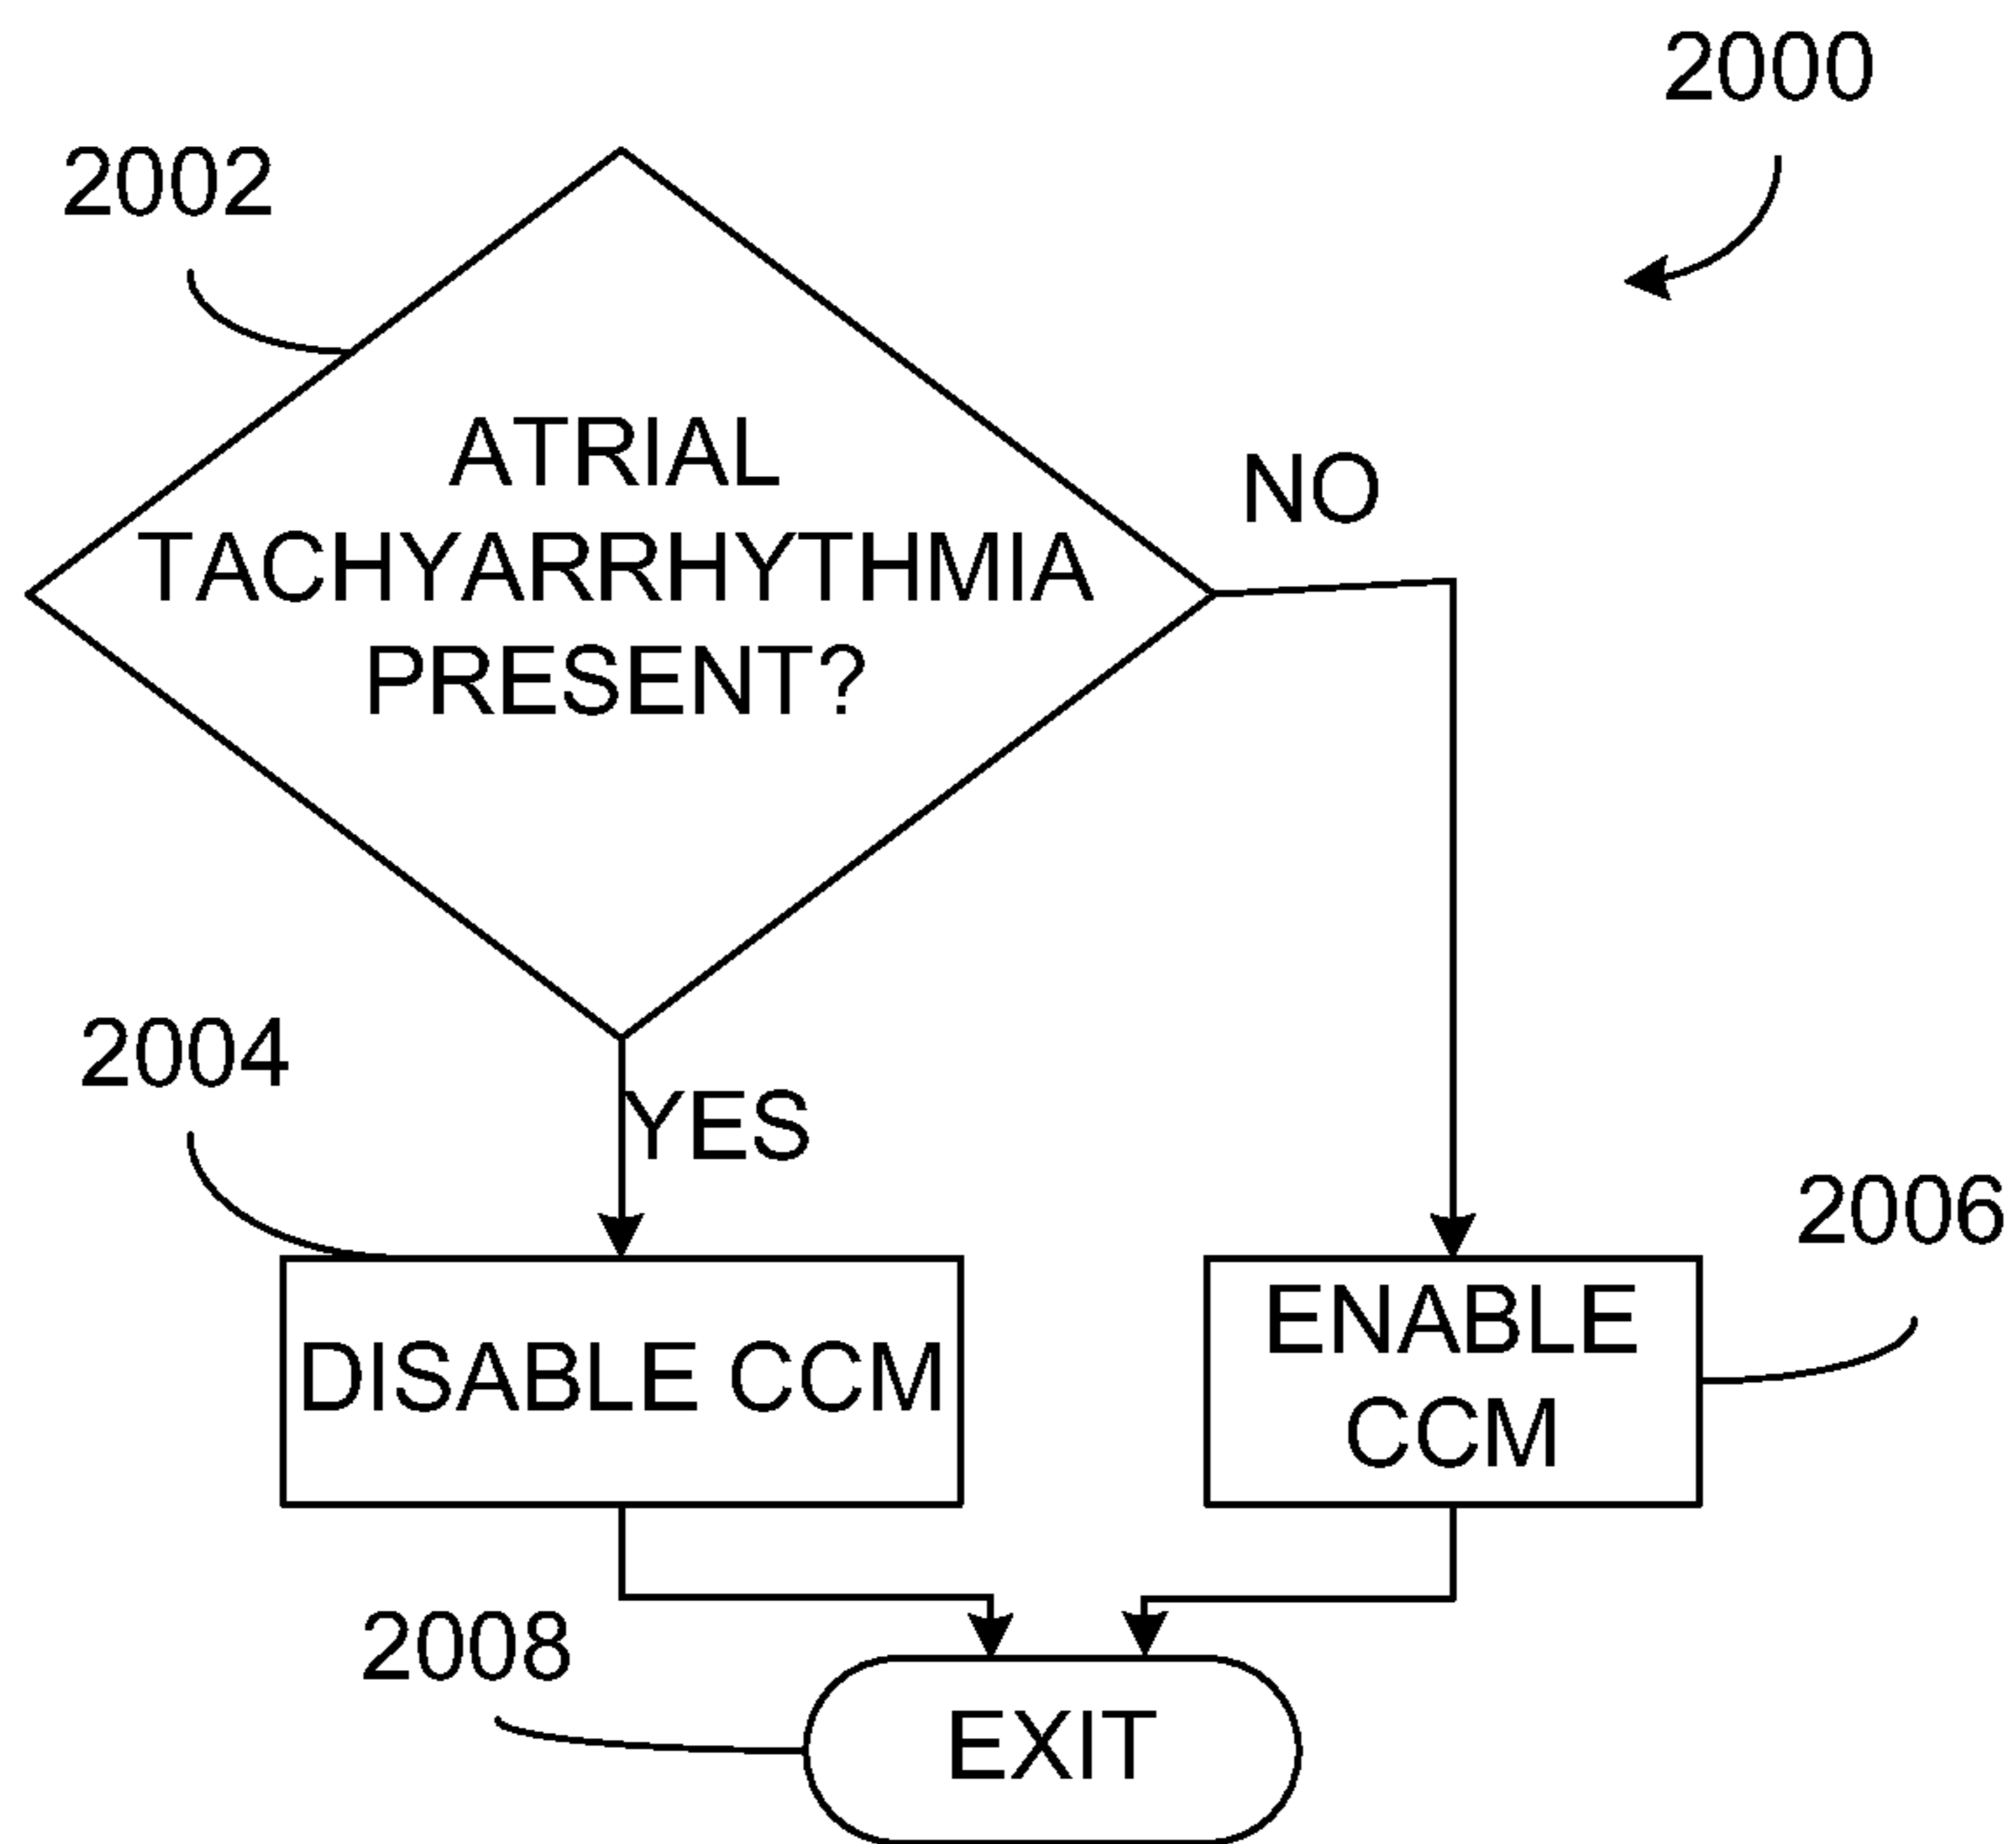 2000
2002
ATRIAL
TACHYARRHYTHMIA
PRESENT?
NO
2004
YES
2006
DISABLE CCM
ENABLE
CCM
2008
EXIT